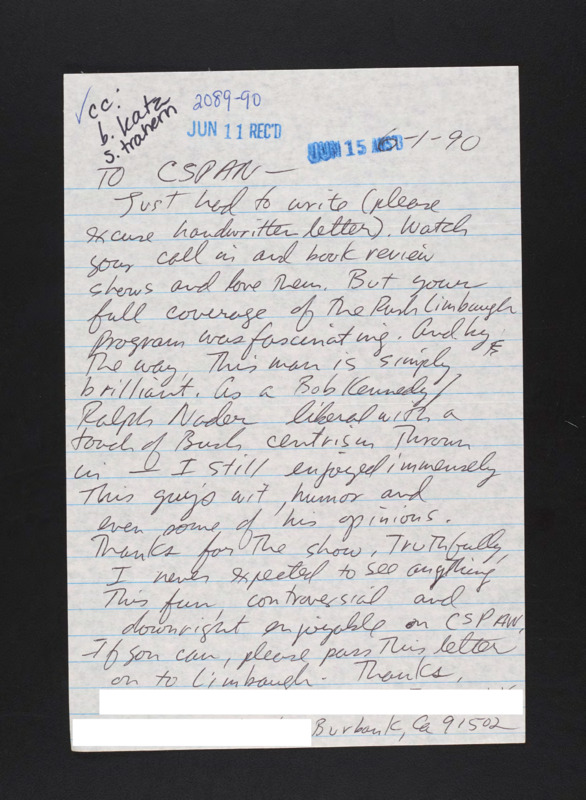 ✓cc:
b. Katz
s. trahern
2089-90
JUN 11 REC'D
JUN 15 REC'D
6-1-90
TO CSPAN —
Just had to write (please
excuse handwritten letter). Watch
your call in and book review
shows and love them. But your
full coverage of the Rush Limbaugh
program was fascinating. And by
the way, This man is simply
brilliant. As a Bob Kennedy/
Ralph Nader liberal with a
touch of Bush centrism Thrown
in — I still enjoyed immensely
This guy's wit, humor and
even some of his opinions.
Thanks for The show, Truthfully,
I never expected to see anything
This fun, controversial and
downright enjoyable on CSPAN.
If you can, please pass This letter
on to Limbaugh. Thanks,
Burbank, Ca 91502